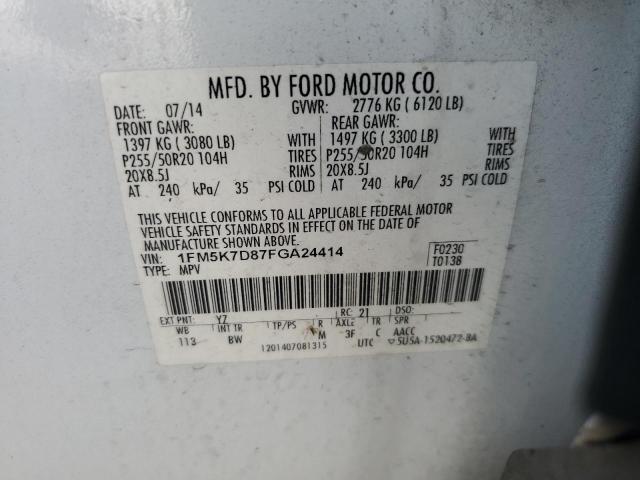 MFD. BY FORD MOTOR CO.
DATE: 07/14 GVWR: 2776 KG ( 6120 LB)
FRONT GAWR: REAR GAWR:
1397 KG ( 3080 LB) WITH 1497 KG ( 3300 LB) WITH
P255/50R20 104H TIRES P255/50R20 104H TIRES
20X8.5J RIMS 20X8.5J RIMS
AT 240 kPa/ 35 PSI COLD AT 240 kPa/ 35 PSI COLD
THIS VEHICLE CONFORMS TO ALL APPLICABLE FEDERAL MOTOR
VEHICLE SAFETY STANDARDS IN EFFECT ON THE DATE OF
MANUFACTURE SHOWN ABOVE.
VIN: 1FM5K7D87FGA24414 F0230
TYPE: MPV T0138
EXT PNT: YZ RC: 21 DSO:
WB INT TR TP/PS R AXLE TR SPR
113 BW M 3F C AACC
1201407081315 UTC 5U5A-1520472-BA